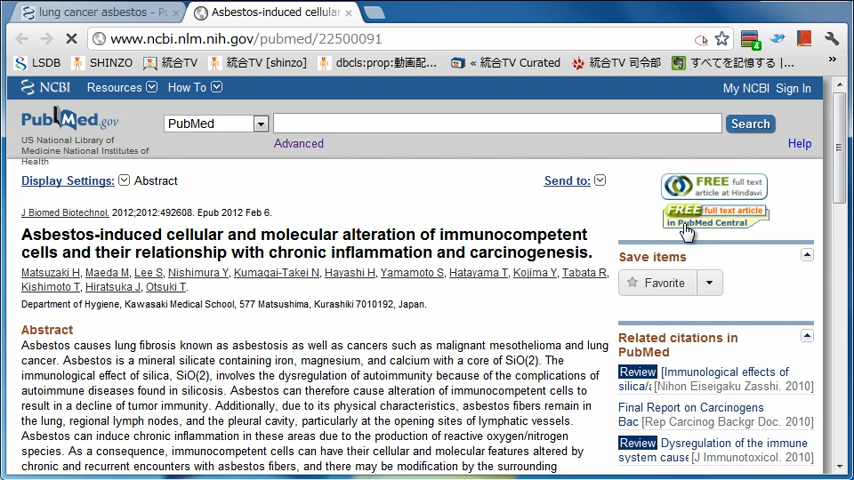 lung cancer asbestos - Pu
Asbestos-induced cellular
www.ncbi.nlm.nih.gov/pubmed/22500091
LSDB
SHINZO
統合TV
統合TV [shinzo]
dbcls:prop:動画配...
« 統合TV Curated
統合TV 司令部
すべてを記憶する |...
»
NCBI
Resources
How To
My NCBI
Sign In
PubMed.gov
US National Library of
Medicine National Institutes of
Health
PubMed
Search
Advanced
Help
Display Settings:
Abstract
Send to:
FREE full text
article at Hindawi
FREE full text article
in PubMed Central
J Biomed Biotechnol. 2012;2012:492608. Epub 2012 Feb 6.
Asbestos-induced cellular and molecular alteration of immunocompetent
cells and their relationship with chronic inflammation and carcinogenesis.
Matsuzaki H, Maeda M, Lee S, Nishimura Y, Kumagai-Takei N, Hayashi H, Yamamoto S, Hatayama T, Kojima Y, Tabata R,
Kishimoto T, Hiratsuka J, Otsuki T.
Department of Hygiene, Kawasaki Medical School, 577 Matsushima, Kurashiki 7010192, Japan.
Abstract
Asbestos causes lung fibrosis known as asbestosis as well as cancers such as malignant mesothelioma and lung
cancer. Asbestos is a mineral silicate containing iron, magnesium, and calcium with a core of SiO(2). The
immunological effect of silica, SiO(2), involves the dysregulation of autoimmunity because of the complications of
autoimmune diseases found in silicosis. Asbestos can therefore cause alteration of immunocompetent cells to
result in a decline of tumor immunity. Additionally, due to its physical characteristics, asbestos fibers remain in
the lung, regional lymph nodes, and the pleural cavity, particularly at the opening sites of lymphatic vessels.
Asbestos can induce chronic inflammation in these areas due to the production of reactive oxygen/nitrogen
species. As a consequence, immunocompetent cells can have their cellular and molecular features altered by
chronic and recurrent encounters with asbestos fibers, and there may be modification by the surrounding
Save items
Favorite
Related citations in
PubMed
Review [Immunological effects of
silica/a [Nihon Eiseigaku Zasshi. 2010]
Final Report on Carcinogens
Bac [Rep Carcinog Backgr Doc. 2010]
Review Dysregulation of the immune
system cause [J Immunotoxicol. 2010]